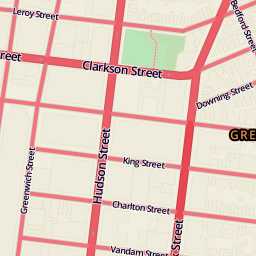 Leroy Street
Bedford Street
reet
Clarkson Street
Downing Street
GRE
Hudson Street
Greenwich Street
King Street
Charlton Street
k Street
Vandam Street